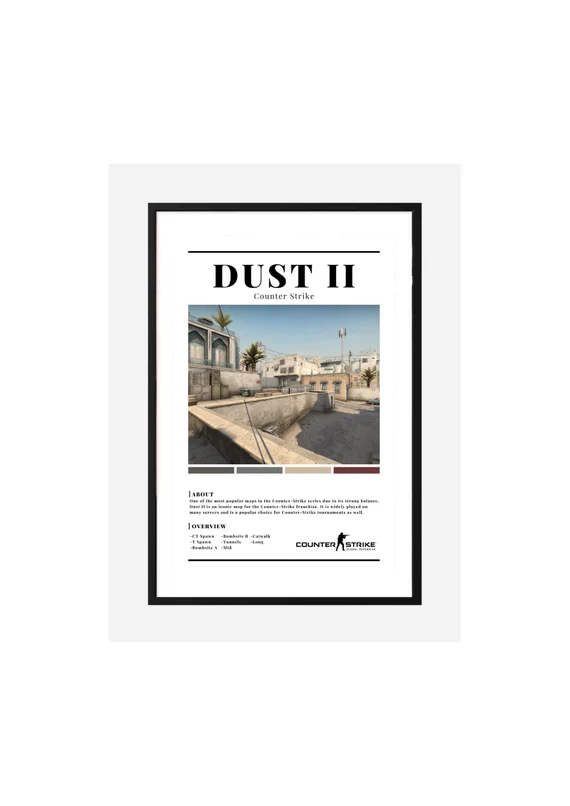 DUST II
Counter Strike
ABOUT
One of the most popular maps in the Counter-Strike series due to its strong balance.
Dust II is an iconic map for the Counter-Strike franchise. It is widely played on
many servers and is a popular choice for Counter-Strike tournaments as well.
OVERVIEW
-CT Spawn -Bombsite B -Catwalk
-T Spawn -Tunnels -Long
-Bombsite A -Mid
COUNTER STRIKE
GLOBAL OFFENSIVE